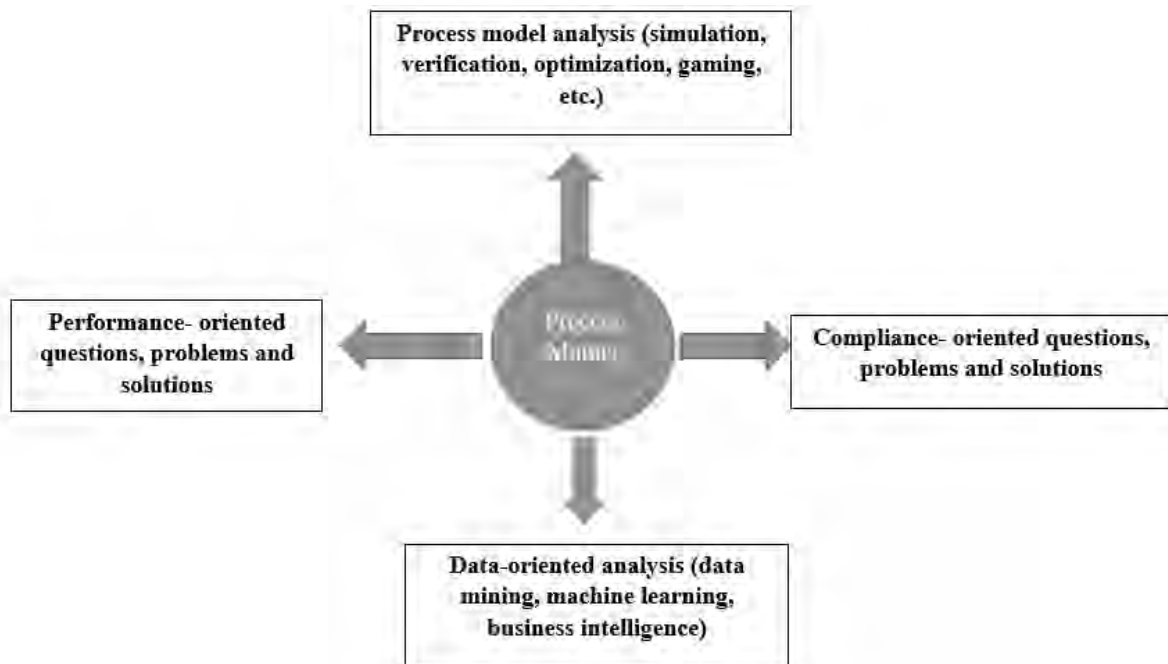 Process model analysis (simulation,
verification, optimization, gaming,
etc.)
Performance- oriented
questions, problems and
solutions
Process
Compliance- oriented questions,
problems and solutions
Data-oriented analysis (data
mining, machine learning,
business intelligence)